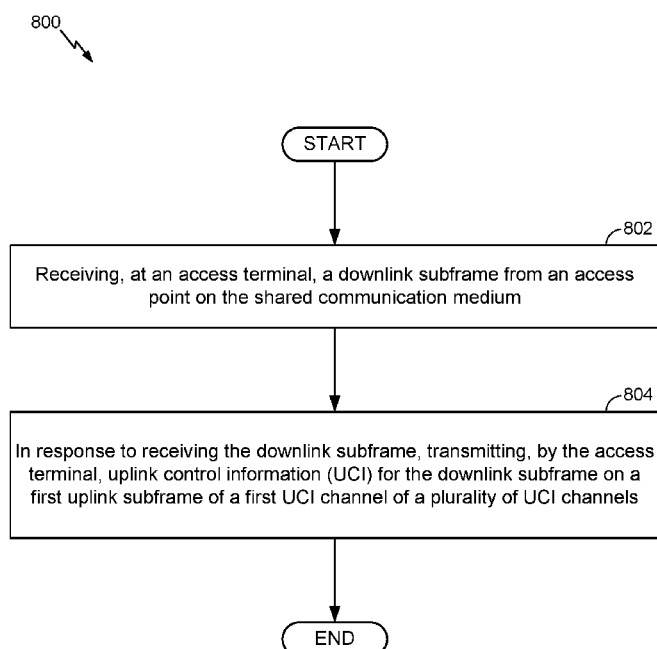 800
START
802
Receiving, at an access terminal, a downlink subframe from an access
point on the shared communication medium
804
In response to receiving the downlink subframe, transmitting, by the access
terminal, uplink control information (UCI) for the downlink subframe on a
first uplink subframe of a first UCI channel of a plurality of UCI channels
END